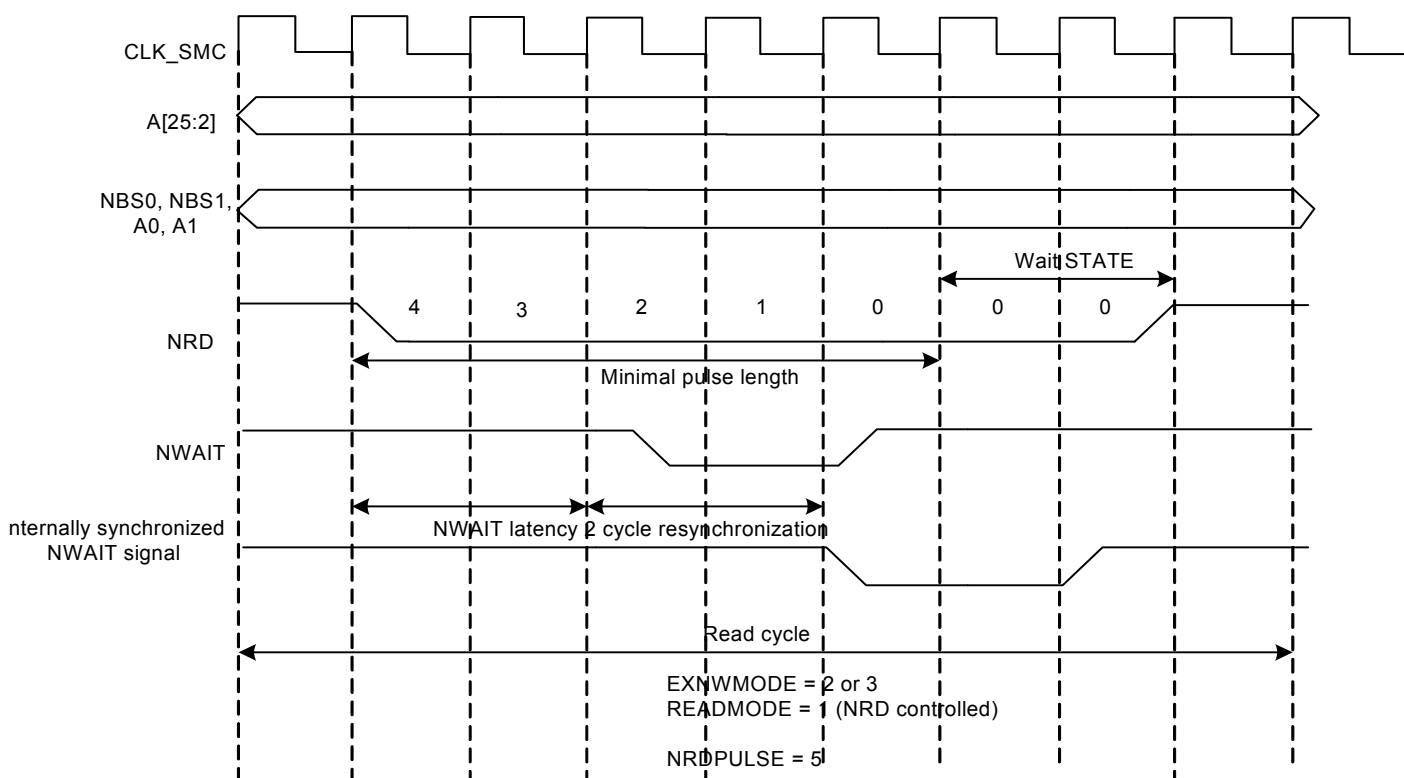 CLK_SMC
A[25:2]
NBS0, NBS1,
A0, A1
Wait STATE
4 3 2 1 0 0 0
NRD
Minimal pulse length
NWAIT
NWAIT latency 2 cycle resynchronization
nternally synchronized
NWAIT signal
Read cycle
EXNWMODE = 2 or 3
READMODE = 1 (NRD controlled)
NRDPULSE = 5